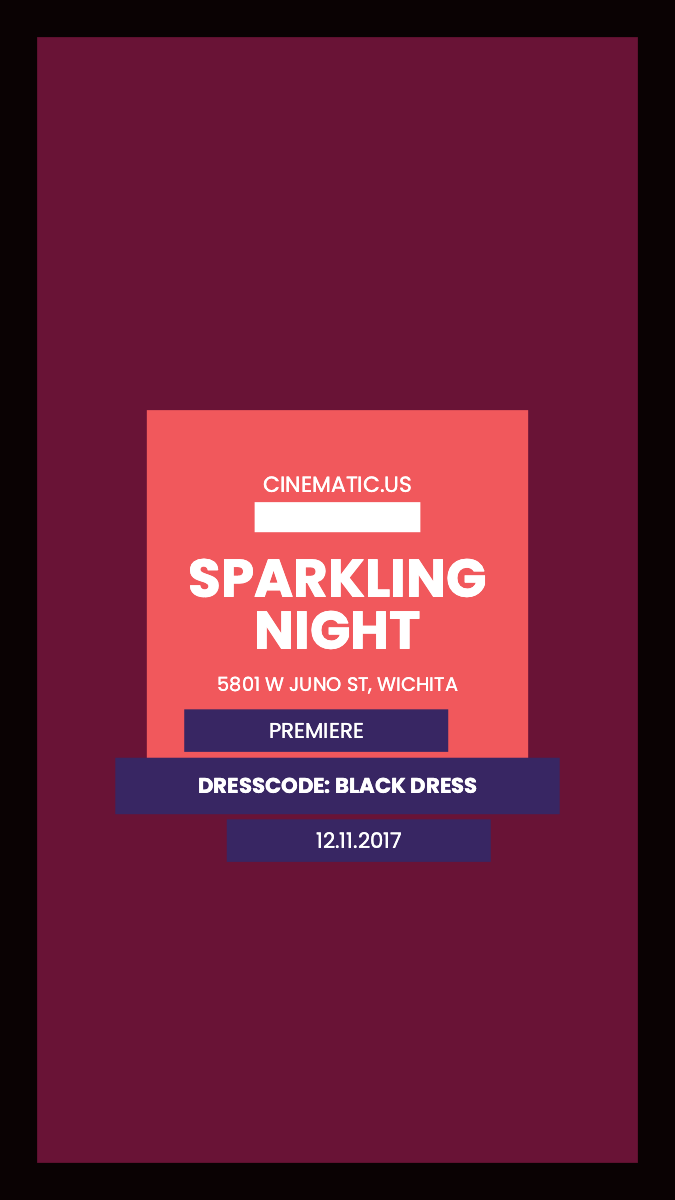 CINEMATIC.US
SPARKLING
NIGHT
5801 W JUNO ST, WICHITA
PREMIERE
DRESSCODE: BLACK DRESS
12.11.2017